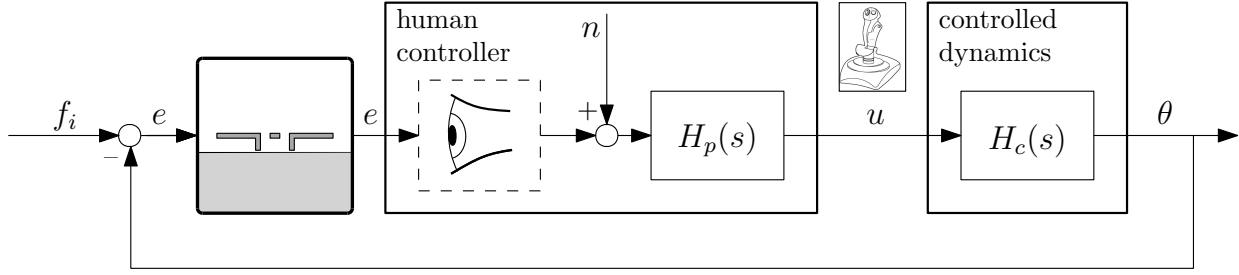 human
controller
controlled
dynamics
n
f_i
e
e
+
−
H_p(s)
u
H_c(s)
θ